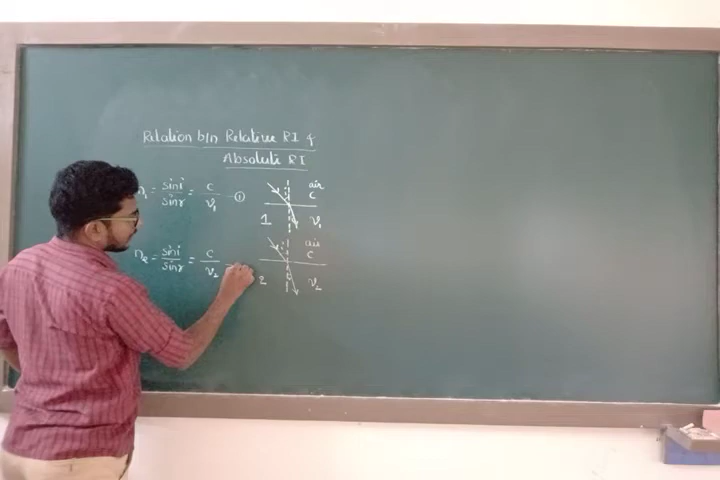 Relation b/n Relative RI &
Absolute RI
n₁ = sini/sinr = c/v₁ —①
air
c
1
v₁
n₂ = sini/sinr = c/v₂ —
air
c
2
v₂